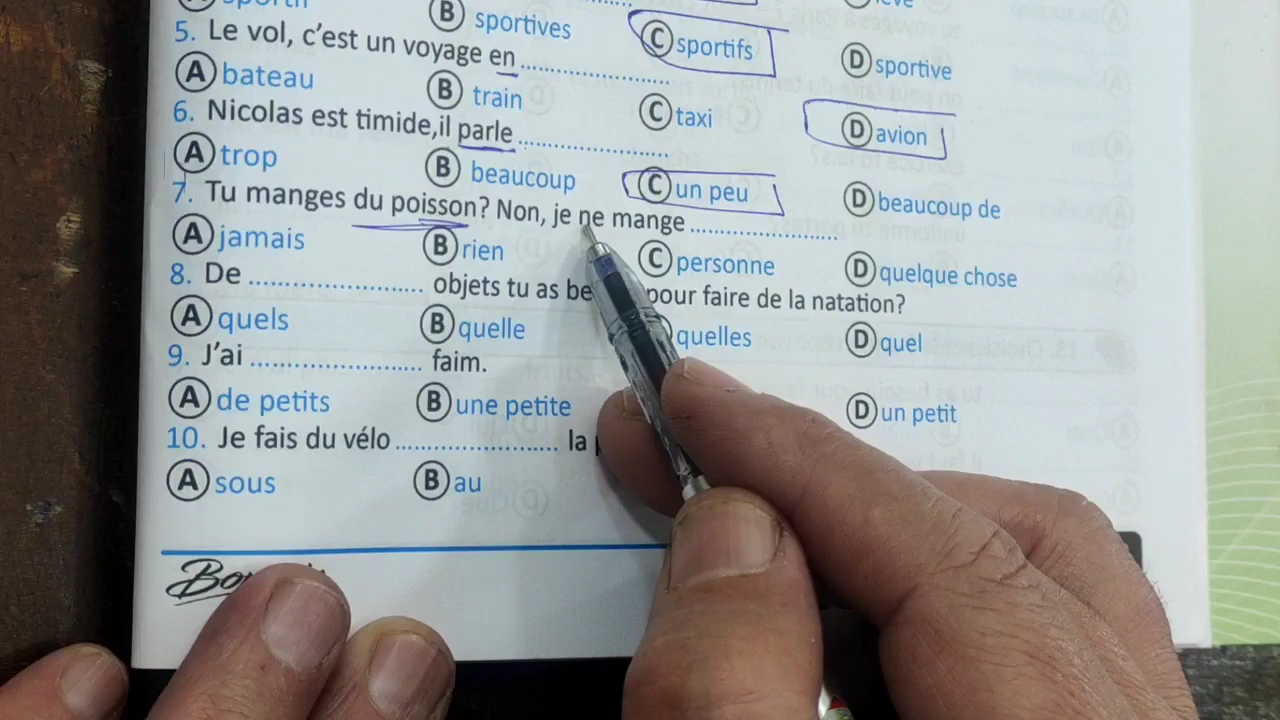 B sportives C sportifs D sportive
5. Le vol, c'est un voyage en ........................
A bateau B train C taxi D avion
6. Nicolas est timide,il parle ........................
A trop B beaucoup C un peu D beaucoup de
7. Tu manges du poisson? Non, je ne mange ........................
A jamais B rien C personne D quelque chose
8. De ........................ objets tu as pour faire de la natation?
A quels B quelle quelles D quel
9. J'ai ........................ faim.
A de petits B une petite D un petit
10. Je fais du vélo ........................ la
A sous B au